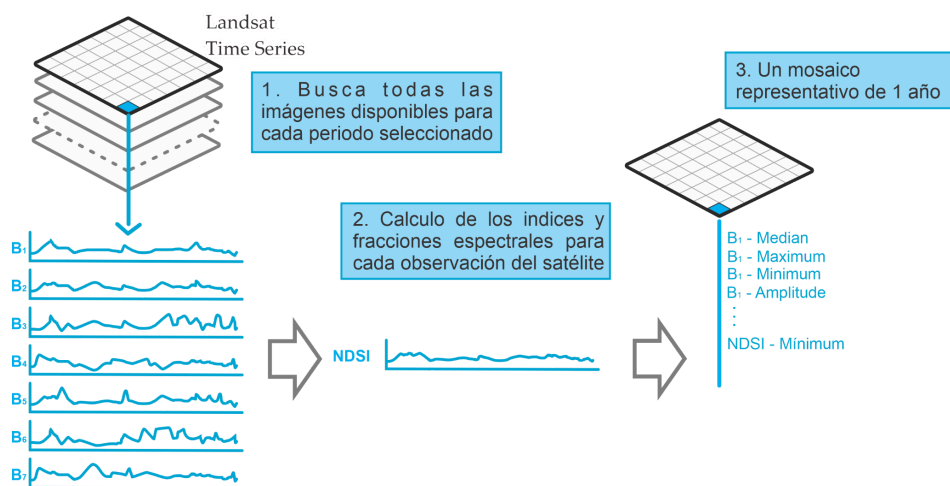 Landsat
Time Series
1. Busca todas las
imágenes disponibles para
cada periodo seleccionado
3. Un mosaico
representativo de 1 año
2. Calculo de los indices y
fracciones espectrales para
cada observación del satélite
B1
B2
B3
B4
B5
B6
B7
NDSI
B1 - Median
B1 - Maximum
B1 - Minimum
B1 - Amplitude
⋮
NDSI - Mínimum